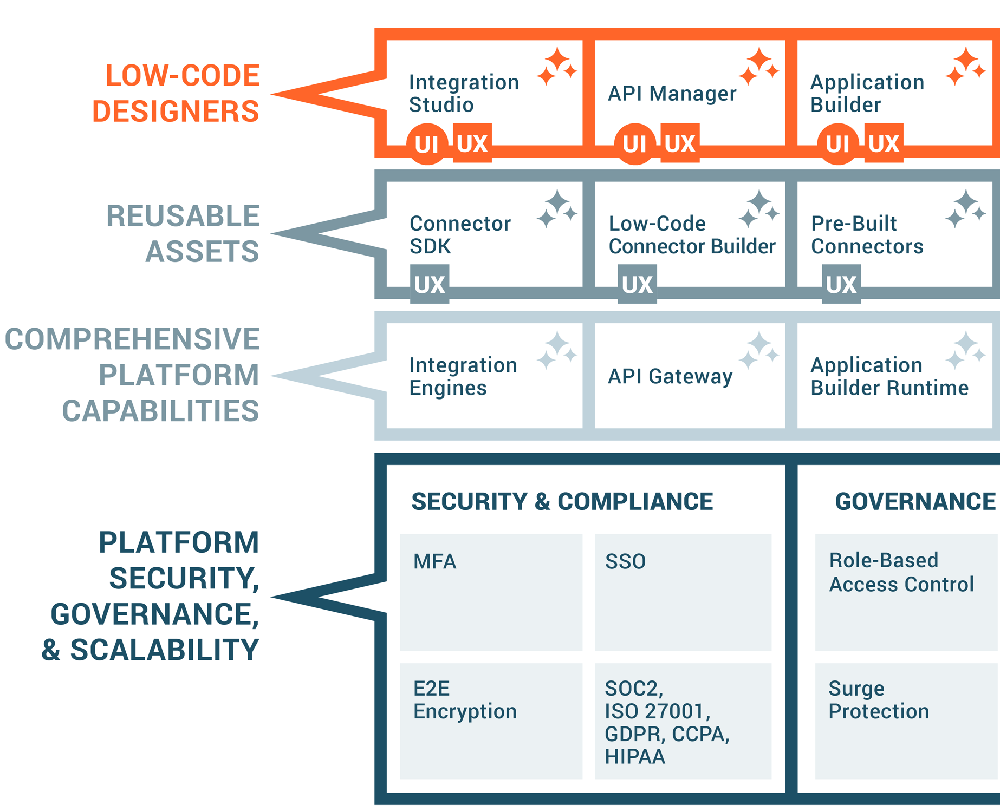 LOW-CODE
DESIGNERS
Integration
Studio
UI UX
API Manager
UI UX
Application
Builder
UI UX
REUSABLE
ASSETS
Connector
SDK
UX
Low-Code
Connector Builder
UX
Pre-Built
Connectors
UX
COMPREHENSIVE
PLATFORM
CAPABILITIES
Integration
Engines
API Gateway
Application
Builder Runtime
PLATFORM
SECURITY,
GOVERNANCE,
& SCALABILITY
SECURITY & COMPLIANCE
MFA
SSO
E2E
Encryption
SOC2,
ISO 27001,
GDPR, CCPA,
HIPAA
GOVERNANCE
Role-Based
Access Control
Surge
Protection